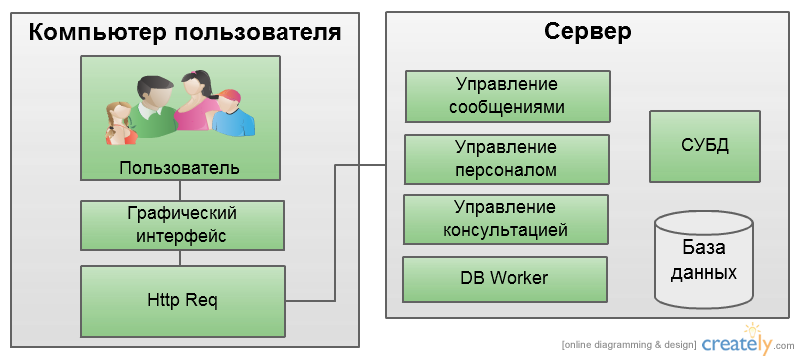 Компьютер пользователя
Пользователь
Графический
интерфейс
Http Req
Сервер
Управление
сообщениями
Управление
персоналом
Управление
консультацией
DB Worker
СУБД
База
данных
[online diagramming & design] creately.com